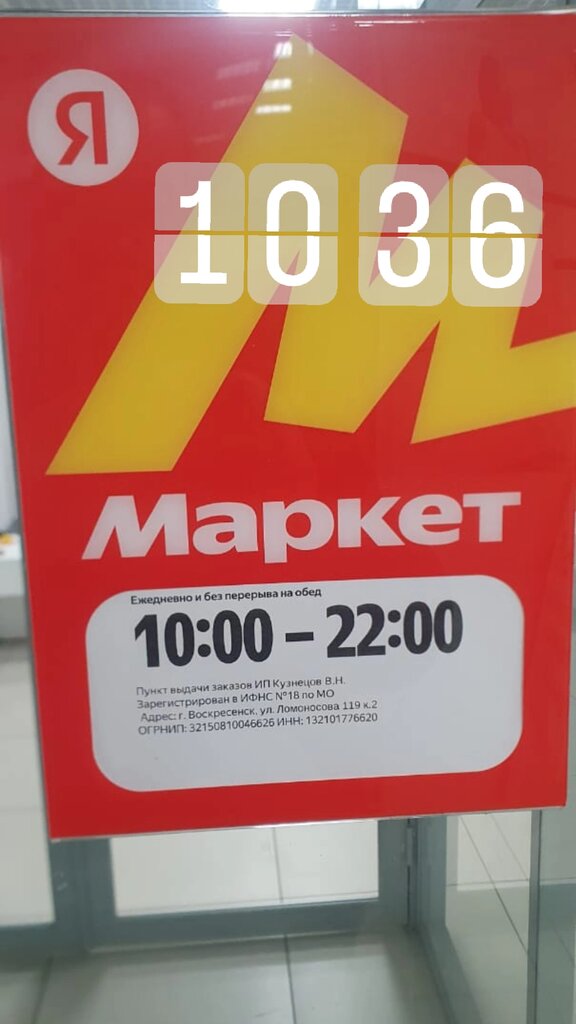 Я
10 36
Маркет
Ежедневно и без перерыва на обед
10:00 – 22:00
Пункт выдачи заказов ИП Кузнецов В.Н.
Зарегистрирован в ИФНС №18 по МО
Адрес: г. Воскресенск, ул. Ломоносова 119 к.2
ОГРНИП: 32150810046626 ИНН: 132101776620